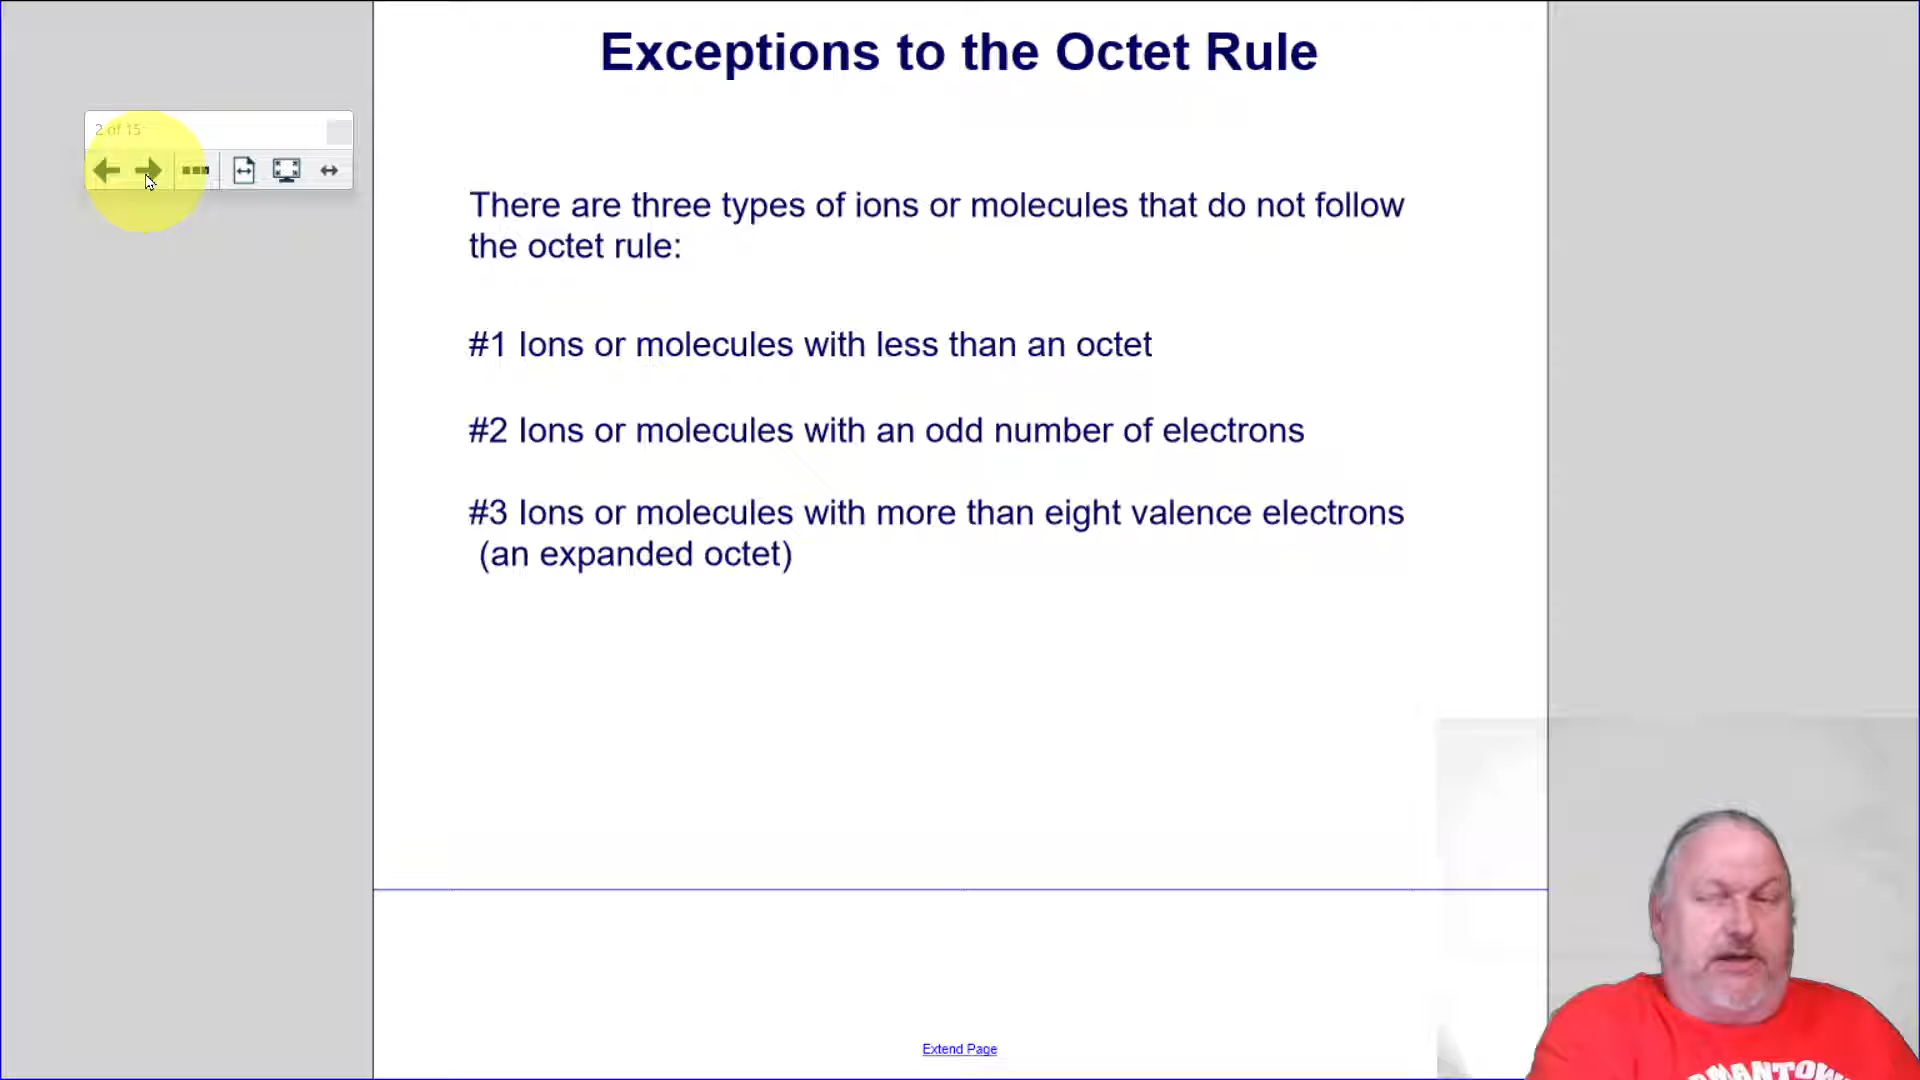 Exceptions to the Octet Rule
2 of 15
There are three types of ions or molecules that do not follow
the octet rule:
#1 Ions or molecules with less than an octet
#2 Ions or molecules with an odd number of electrons
#3 Ions or molecules with more than eight valence electrons
(an expanded octet)
Extend Page